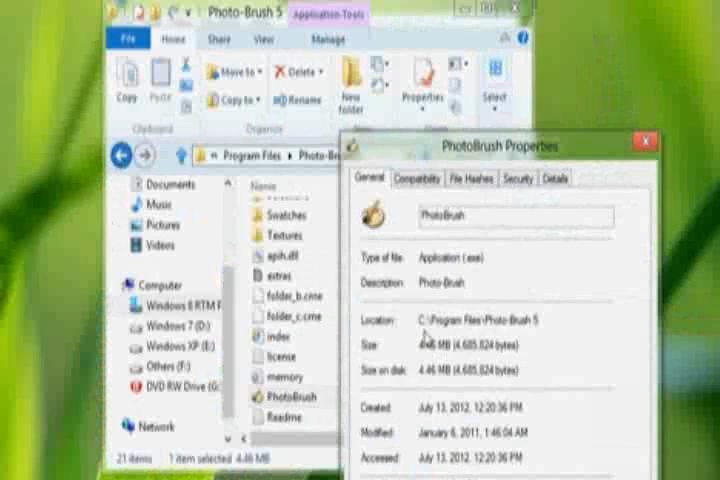 Photo-Brush 5
Application Tools
File
Home
Share
View
Manage
Copy
Paste
Move to
Copy to
Delete
Rename
New folder
Properties
Select
Clipboard
Organize
Program Files
Documents
Music
Pictures
Videos
Computer
Windows 8 RTM
Windows 7 (D:)
Windows XP (E:)
Others (F:)
DVD RW Drive (G:
Network
Name
Swatches
Textures
apih.dll
extras
folder_b.cme
folder_c.cme
index
license
memory
PhotoBrush
Readme
21 items 1 item selected 4.46 MB
PhotoBrush Properties
General Compatibility File Hashes Security Details
PhotoBrush
Type of file: Application (.exe)
Description: Photo-Brush
Location: C:\Program Files\Photo-Brush 5
Size: 4.46 MB (4,685,824 bytes)
Size on disk: 4.46 MB (4,685,824 bytes)
Created: July 13, 2012, 12:20:36 PM
Modified: January 6, 2011, 1:46:04 AM
Accessed: July 13, 2012, 12:20:36 PM